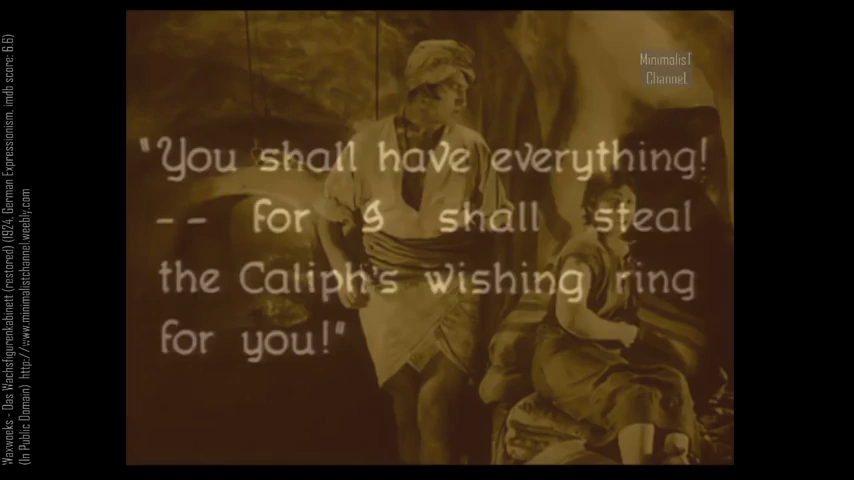 "You shall have everything!
-- for I shall steal
the Caliph's wishing ring
for you!"
MinimalisT
ChanneL
Waxwoeks - Das Wachsfigurenkabinett (restored) (1924, German Expressionism, imdb score: 6.6)
(In Public Domain) http://www.minimalistchannel.weebly.com